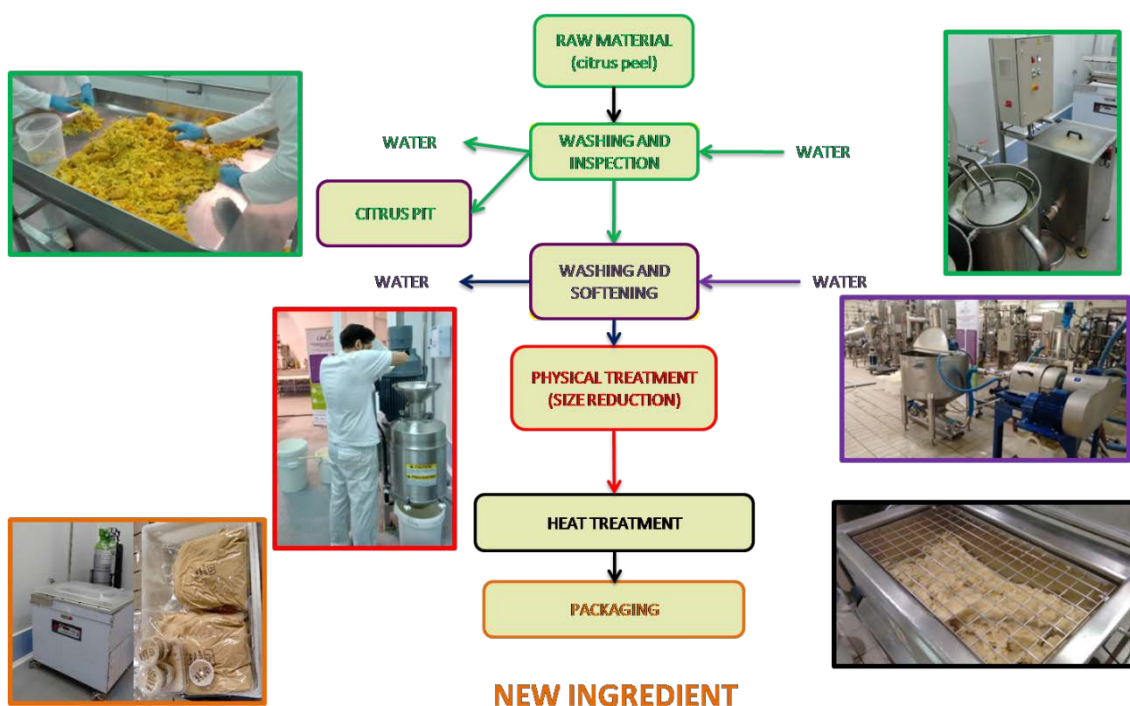 RAW MATERIAL
(citrus peel)
WATER
WASHING AND
INSPECTION
WATER
CITRUS PIT
WATER
WASHING AND
SOFTENING
WATER
PHYSICAL TREATMENT
(SIZE REDUCTION)
HEAT TREATMENT
PACKAGING
NEW INGREDIENT